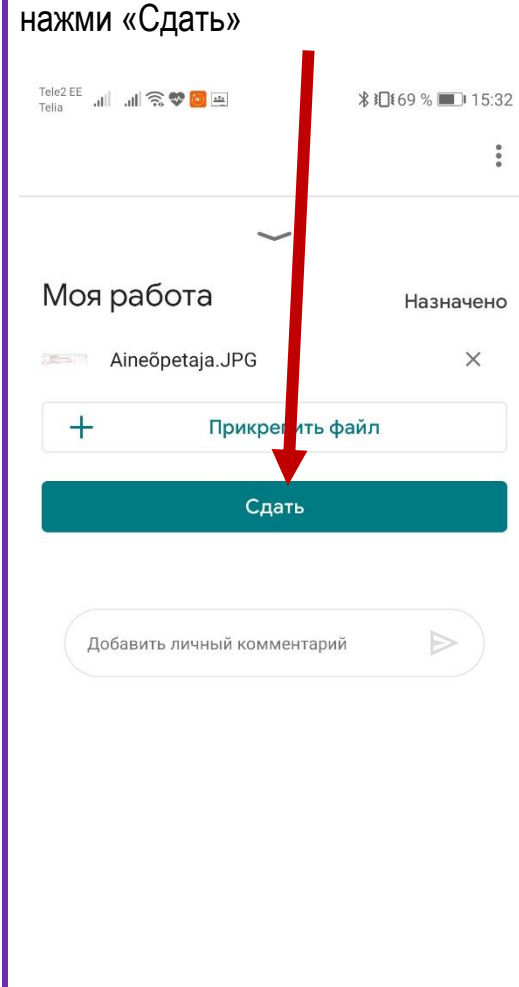 нажми «Сдать»
Tele2 EE
Telia
69 % 15:32
Моя работа
Назначено
Aineõpetaja.JPG
Прикрепить файл
Сдать
Добавить личный комментарий